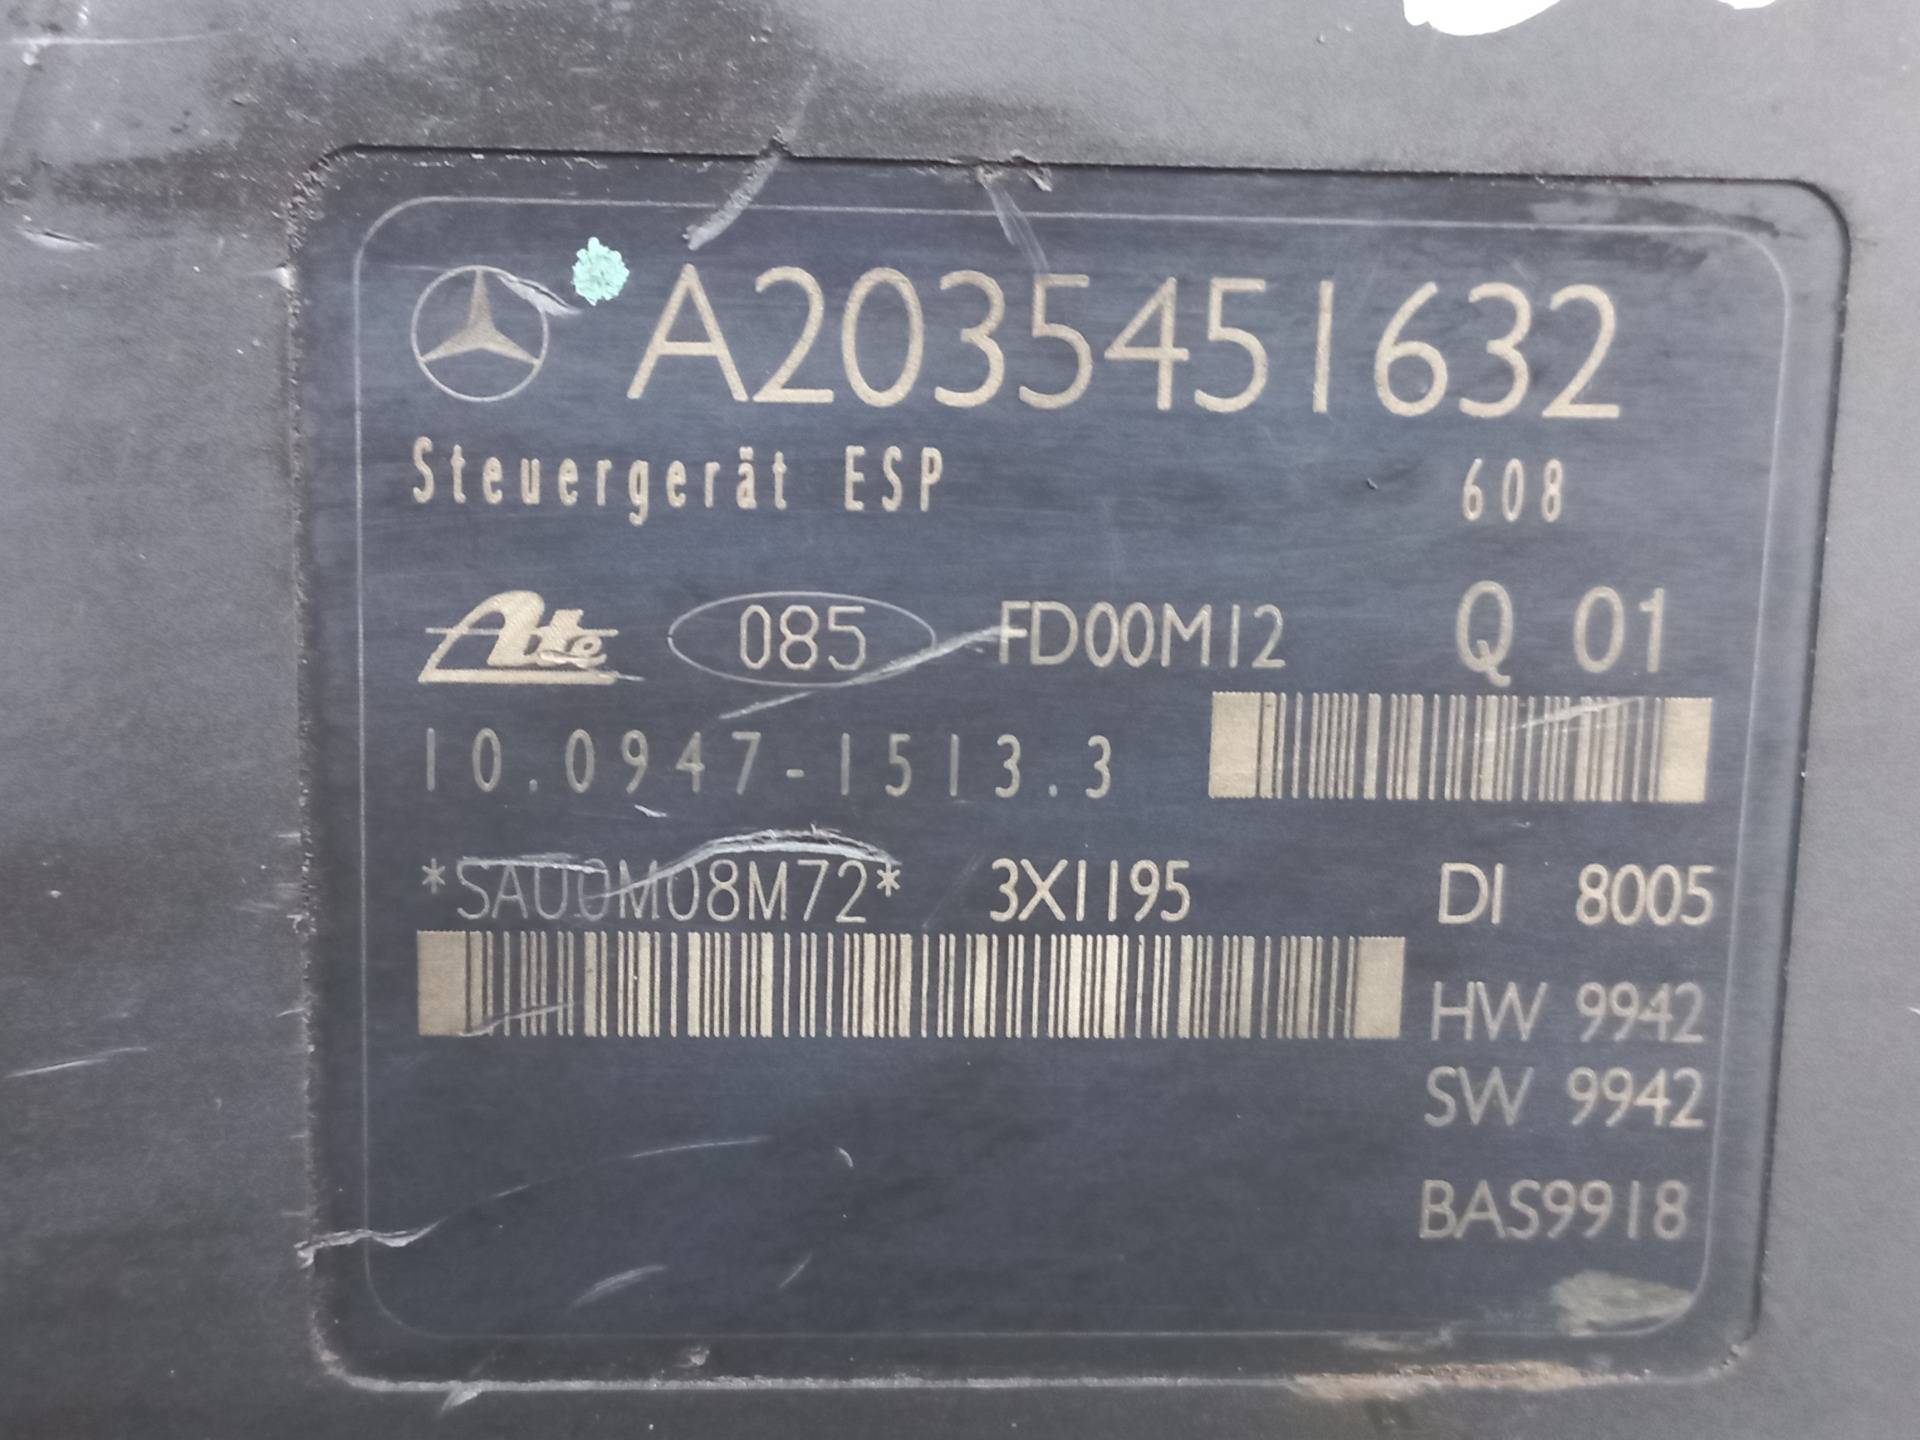 A2035451632
Steuergerät ESP 608
Ate 085 FD00M12 Q 01
10.0947-1513.3
*SAU0M08M72* 3X1195 DI 8005
HW 9942
SW 9942
BAS9918